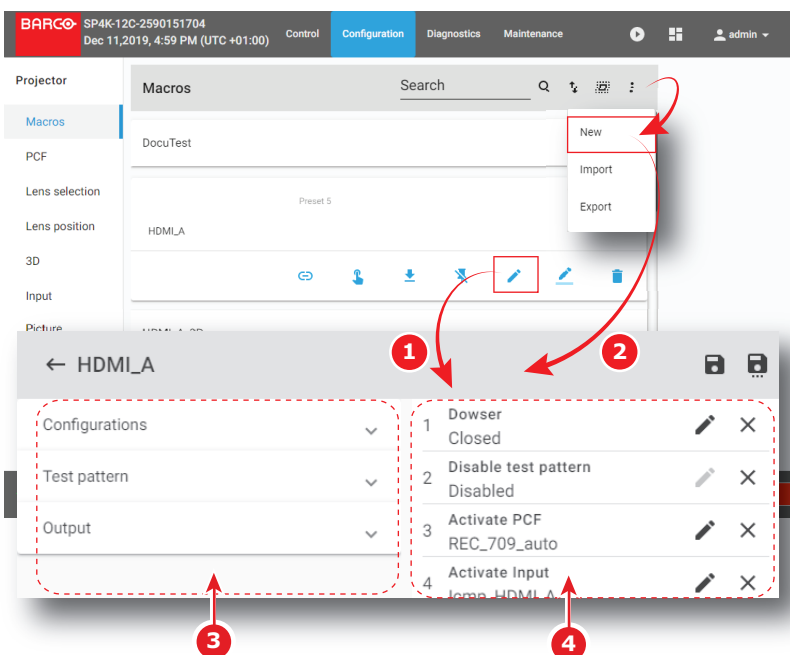 BARCO SP4K-12C-2590151704
Dec 11,2019, 4:59 PM (UTC +01:00)
Control Configuration Diagnostics Maintenance admin
Projector
Macros
PCF
Lens selection
Lens position
3D
Input
Picture
Macros Search
DocuTest
Preset 5
HDMI_A
New
Import
Export
1
2
HDMI_A
Configurations
Test pattern
Output
1 Dowser
Closed
2 Disable test pattern
Disabled
3 Activate PCF
REC_709_auto
4 Activate Input
3
4